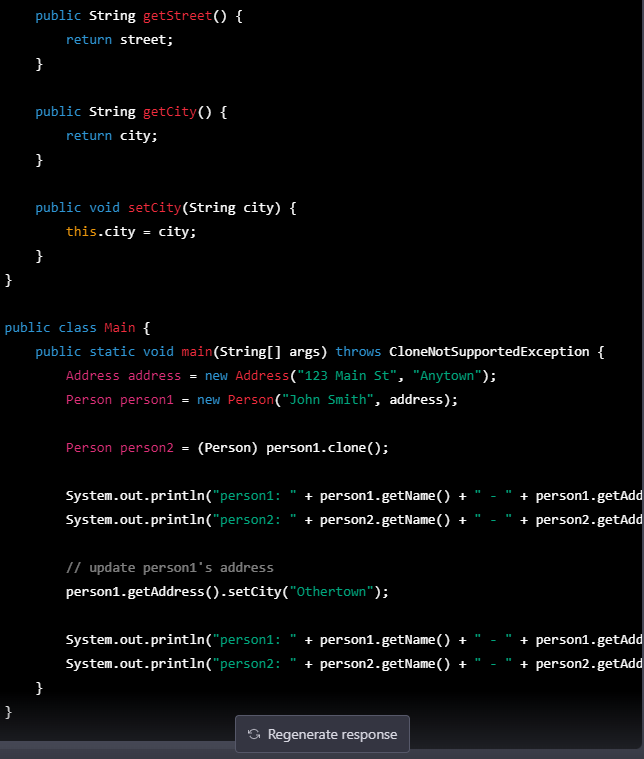 public String getStreet() {
        return street;
    }

    public String getCity() {
        return city;
    }

    public void setCity(String city) {
        this.city = city;
    }
}

public class Main {
    public static void main(String[] args) throws CloneNotSupportedException {
        Address address = new Address("123 Main St", "Anytown");
        Person person1 = new Person("John Smith", address);

        Person person2 = (Person) person1.clone();

        System.out.println("person1: " + person1.getName() + " - " + person1.getAdd
        System.out.println("person2: " + person2.getName() + " - " + person2.getAdd

        // update person1's address
        person1.getAddress().setCity("Othertown");

        System.out.println("person1: " + person1.getName() + " - " + person1.getAdd
        System.out.println("person2: " + person2.getName() + " - " + person2.getAdd
    }
}
Regenerate response